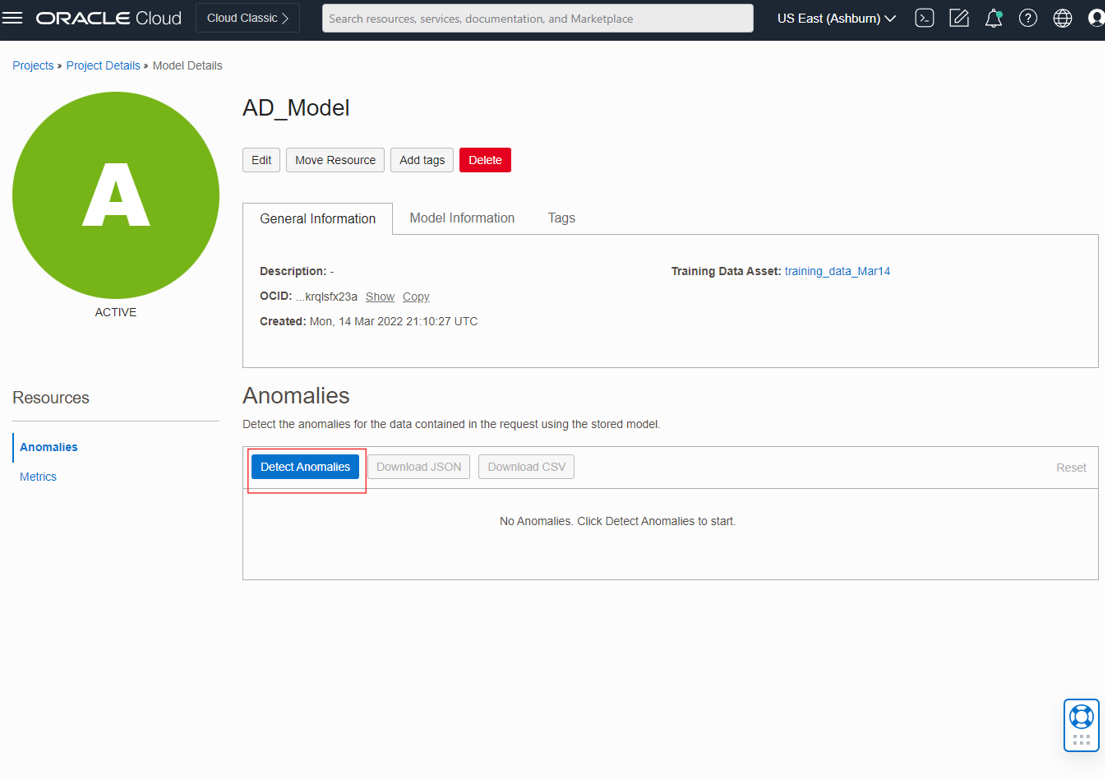 ORACLE Cloud
Cloud Classic
Search resources, services, documentation, and Marketplace
US East (Ashburn)
Projects » Project Details » Model Details
A
ACTIVE
AD_Model
Edit Move Resource Add tags Delete
General Information Model Information Tags
Description: -
Training Data Asset: training_data_Mar14
OCID: ...krqlsfx23a Show Copy
Created: Mon, 14 Mar 2022 21:10:27 UTC
Resources
Anomalies
Metrics
Anomalies
Detect the anomalies for the data contained in the request using the stored model.
Detect Anomalies Download JSON Download CSV Reset
No Anomalies. Click Detect Anomalies to start.